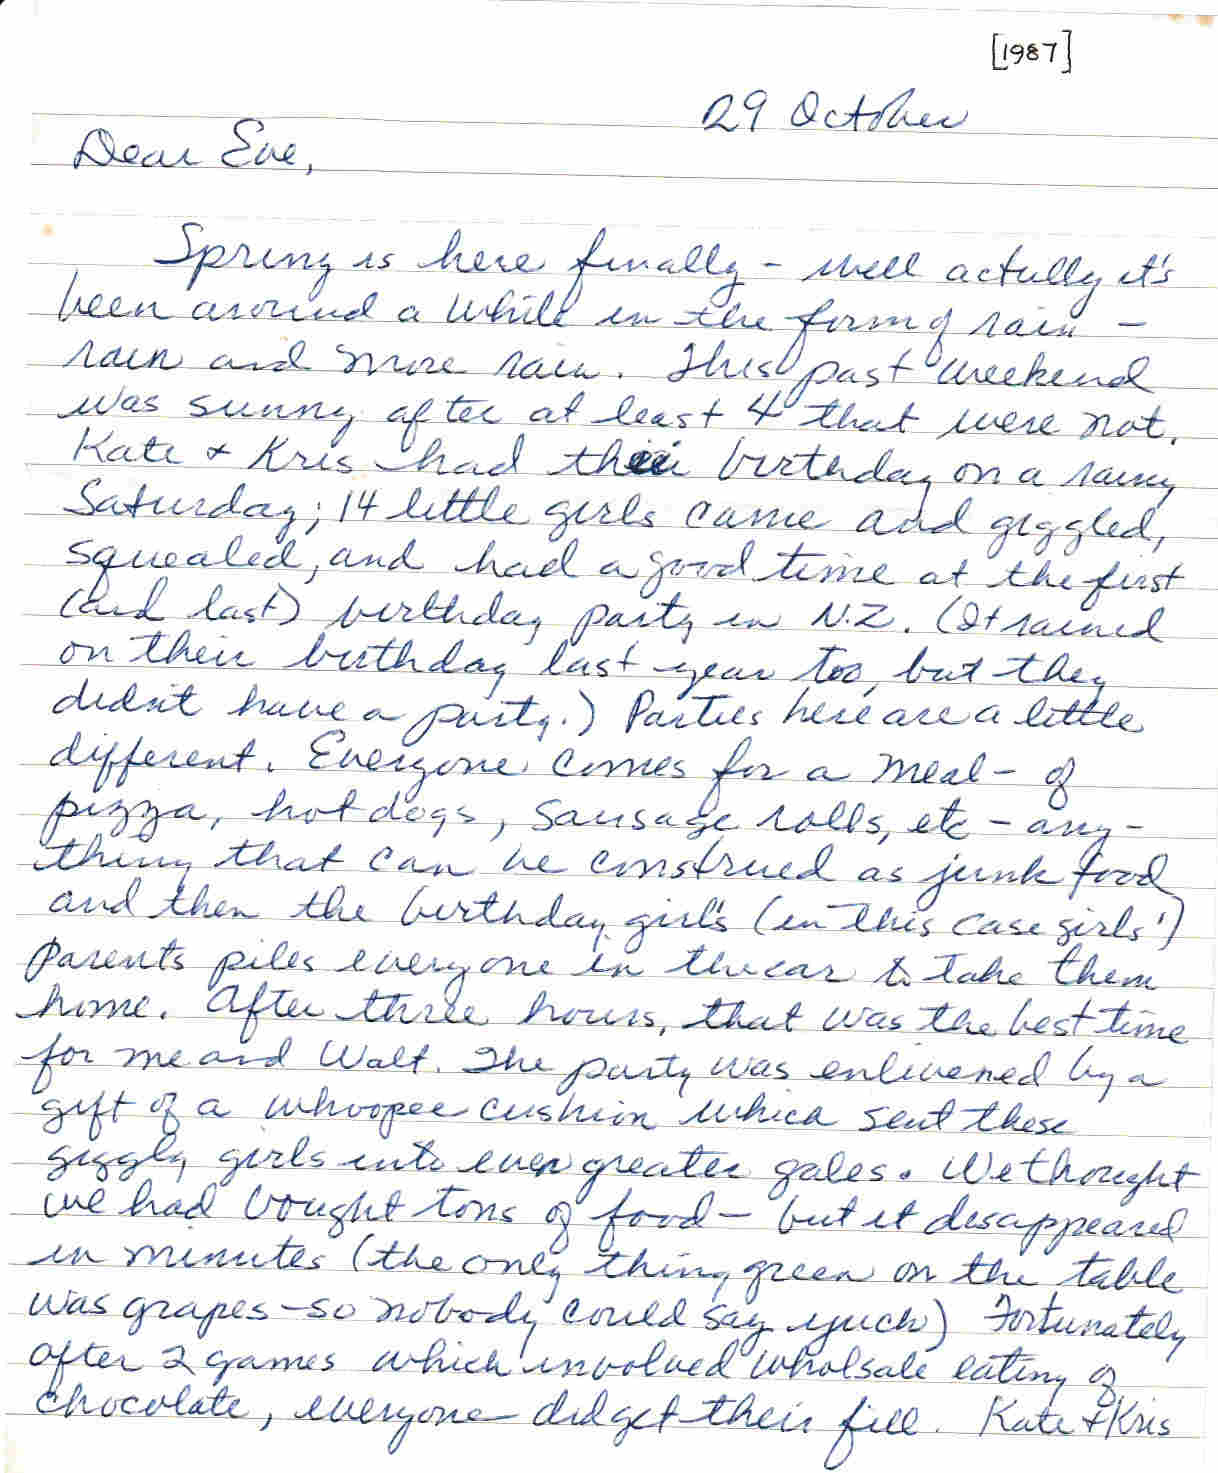 [1987]
29 October
Dear Eve,
Spring is here finally - well actully it's
been around a while in the form of rain -
rain and more rain. This past weekend
was sunny after at least 4 that were not.
Kate + Kris had their birthday on a rainy
Saturday; 14 little girls came and giggled,
squealed, and had a good time at the first
(and last) birthday party in N.Z. (It rained
on their birthday last year too, but they
didn't have a party.) Parties here are a little
different. Everyone comes for a meal - of
pizza, hot dogs, sausage rolls, etc - any-
thing that can be construed as junk food
and then the birthday girl's (in this case girls')
parents piles everyone in the car to take them
home. After three hours, that was the best time
for me and Walt. The party was enlivened by a
gift of a whoopee cushion which sent these
giggly girls into even greater gales. We thought
we had bought tons of food - but it disappeared
in minutes (the only thing green on the table
was grapes - so nobody could say yuck) Fortunately
after 2 games which involved wholsale eating of
chocolate, everyone did get their fill. Kate + Kris